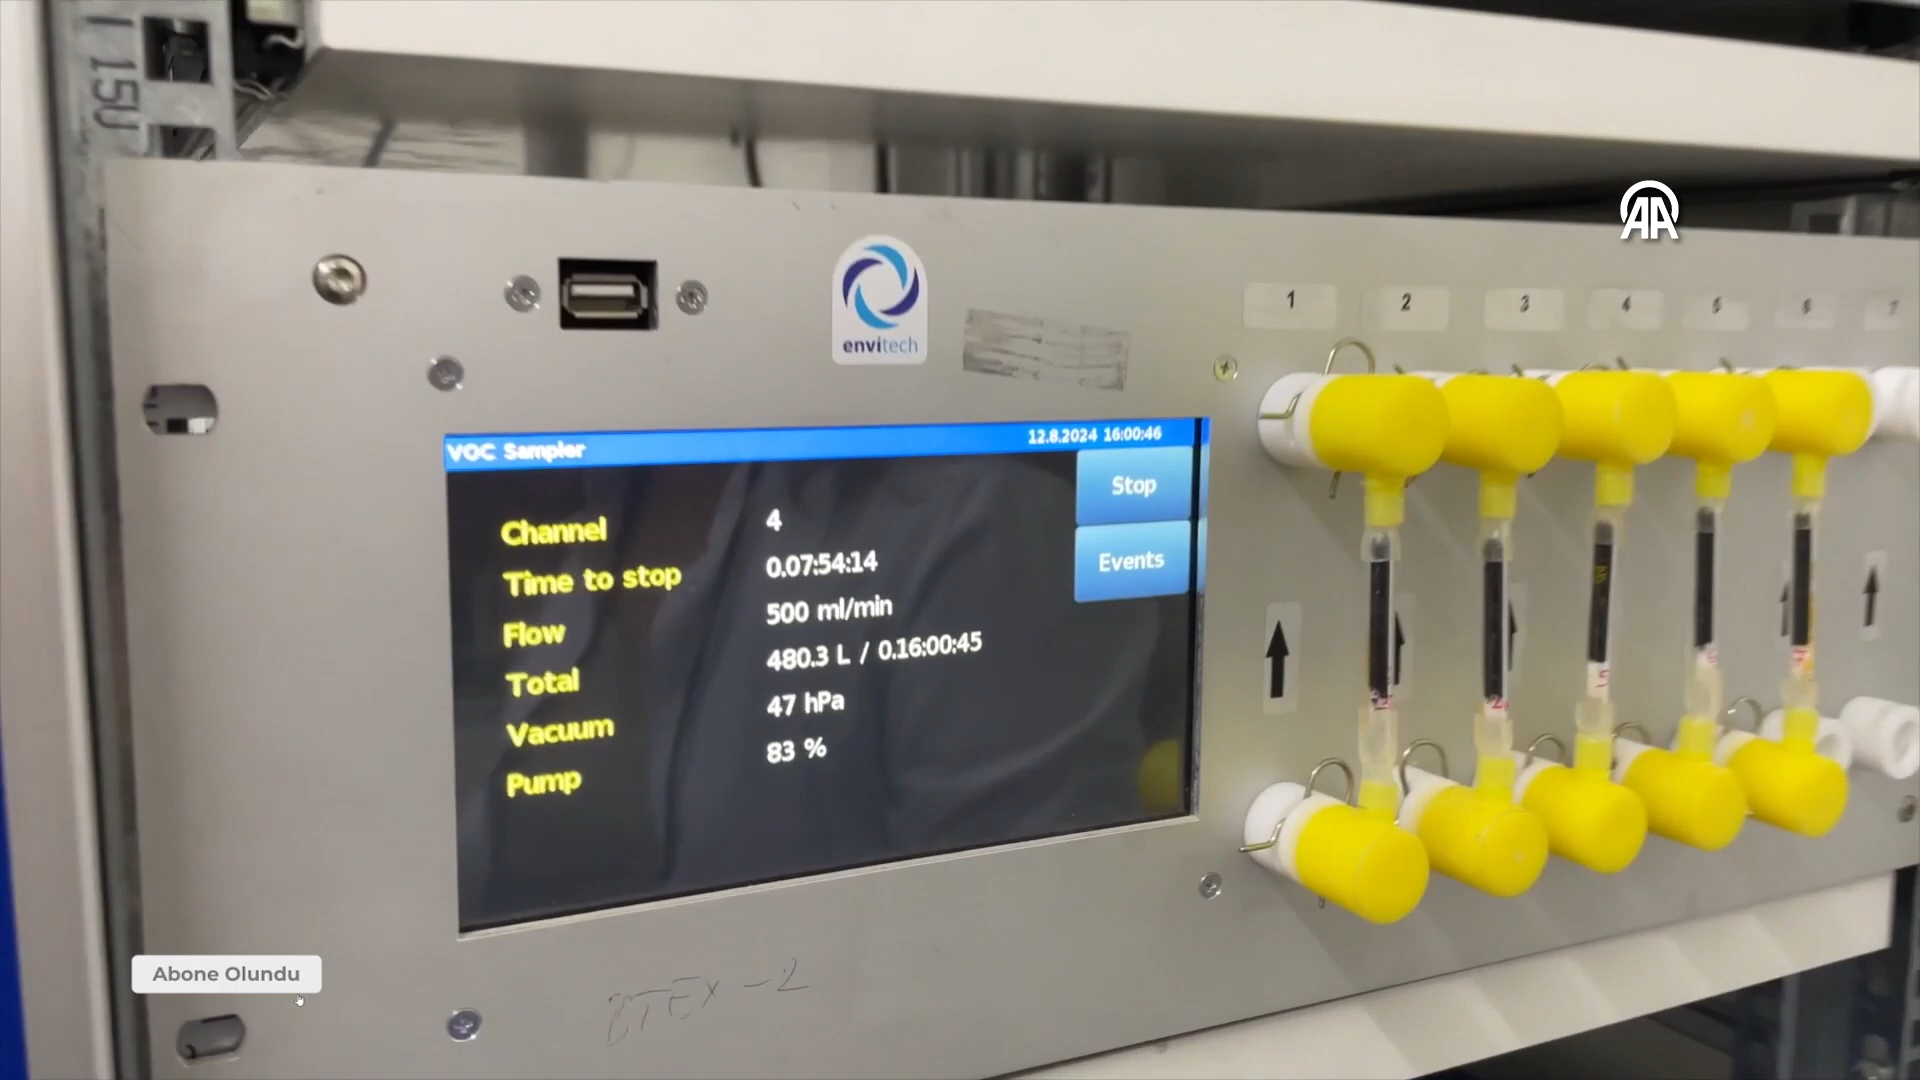 15U
AA
envitech
1 2 3 4 5 6 7
VOC Sampler 12.8.2024 16:00:46
Stop
Events
Channel 4
Time to stop 0.07:54:14
Flow 500 ml/min
Total 480.3 L / 0.16:00:45
Vacuum 47 hPa
Pump 83 %
Abone Olundu
BTEX-2